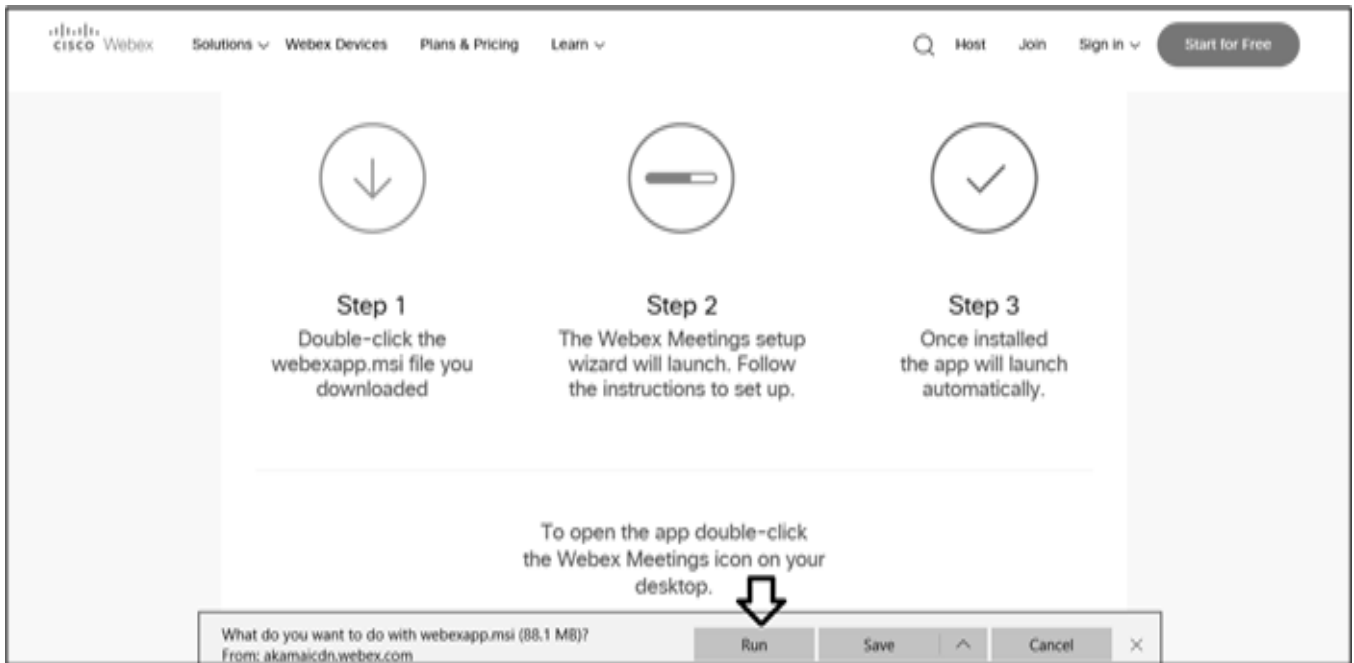 CISCO Webex Solutions Webex Devices Plans & Pricing Learn Host Join Sign in Start for Free
Step 1
Double-click the
webexapp.msi file you
downloaded
Step 2
The Webex Meetings setup
wizard will launch. Follow
the instructions to set up.
Step 3
Once installed
the app will launch
automatically.
To open the app double-click
the Webex Meetings icon on your
desktop.
What do you want to do with webexapp.msi (88.1 MB)?
From: akamaicdn.webex.com
Run Save Cancel